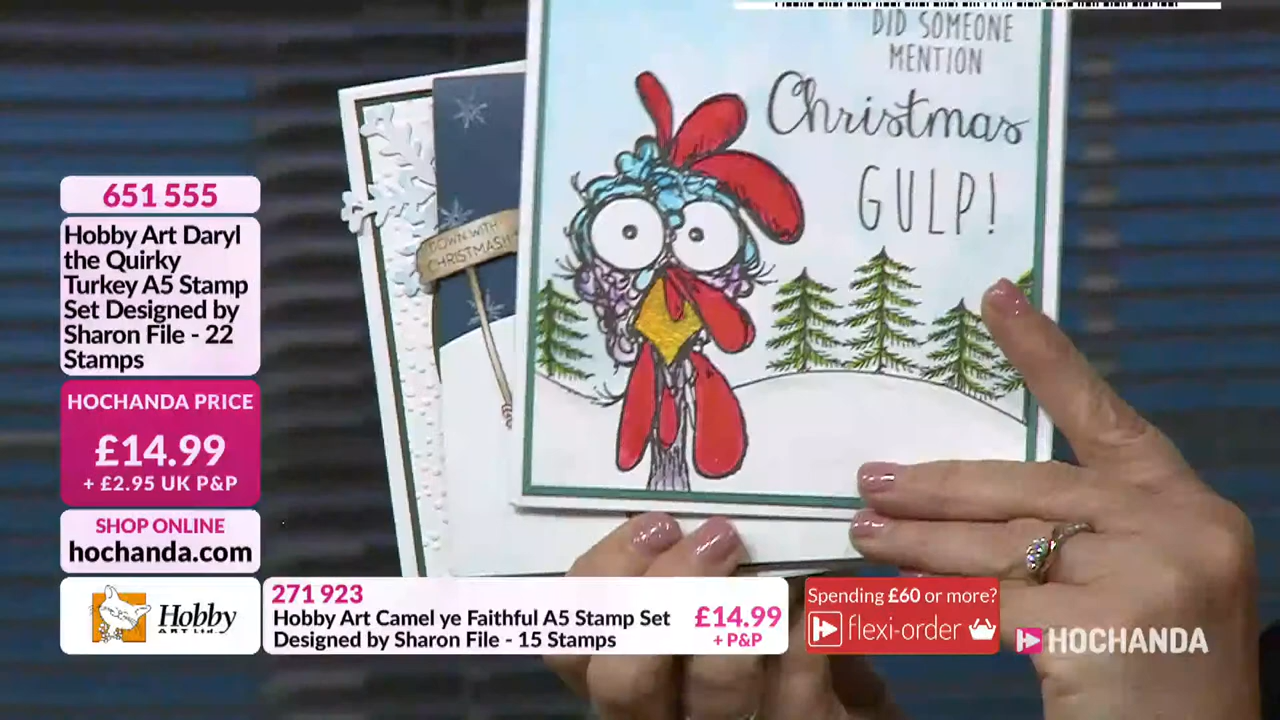 DID SOMEONE
MENTION
Christmas
GULP!
DOWN WITH
CHRISTMAS!
651 555
Hobby Art Daryl
the Quirky
Turkey A5 Stamp
Set Designed by
Sharon File - 22
Stamps
HOCHANDA PRICE
£14.99
+ £2.95 UK P&P
SHOP ONLINE
hochanda.com
Hobby
ART Ltd.
271 923
Hobby Art Camel ye Faithful A5 Stamp Set
Designed by Sharon File - 15 Stamps
£14.99
+ P&P
Spending £60 or more?
flexi-order
HOCHANDA